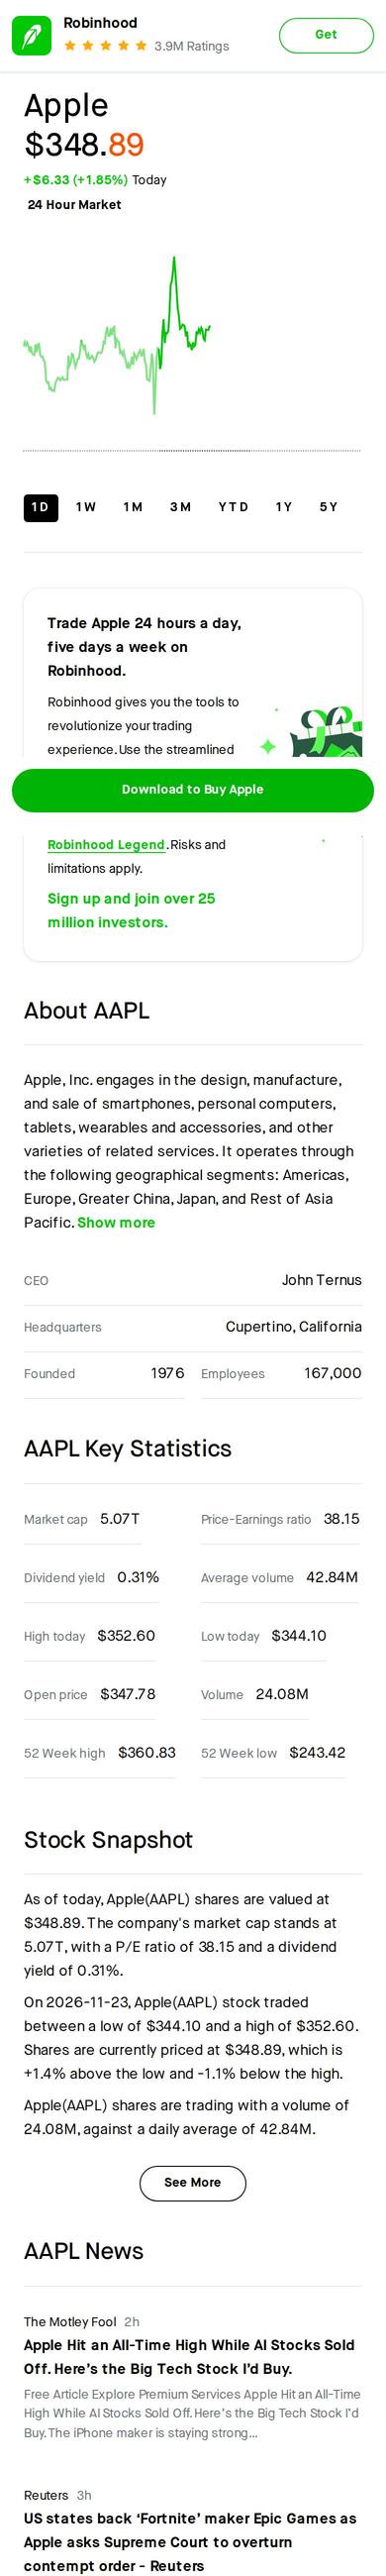 Robinhood
3.9M Ratings
Get
Apple
$348.89
+$6.33 (+1.85%) Today
24 Hour Market
1D 1W 1M 3M YTD 1Y 5Y
Trade Apple 24 hours a day,
five days a week on
Robinhood.
Robinhood gives you the tools to
revolutionize your trading
experience. Use the streamlined
Download to Buy Apple
Robinhood Legend. Risks and
limitations apply.
Sign up and join over 25
million investors.
About AAPL
Apple, Inc. engages in the design, manufacture,
and sale of smartphones, personal computers,
tablets, wearables and accessories, and other
varieties of related services. It operates through
the following geographical segments: Americas,
Europe, Greater China, Japan, and Rest of Asia
Pacific. Show more
CEO John Ternus
Headquarters Cupertino, California
Founded 1976 Employees 167,000
AAPL Key Statistics
Market cap 5.07T Price-Earnings ratio 38.15
Dividend yield 0.31% Average volume 42.84M
High today $352.60 Low today $344.10
Open price $347.78 Volume 24.08M
52 Week high $360.83 52 Week low $243.42
Stock Snapshot
As of today, Apple(AAPL) shares are valued at
$348.89. The company's market cap stands at
5.07T, with a P/E ratio of 38.15 and a dividend
yield of 0.31%.
On 2026-11-23, Apple(AAPL) stock traded
between a low of $344.10 and a high of $352.60.
Shares are currently priced at $348.89, which is
+1.4% above the low and -1.1% below the high.
Apple(AAPL) shares are trading with a volume of
24.08M, against a daily average of 42.84M.
See More
AAPL News
The Motley Fool 2h
Apple Hit an All-Time High While AI Stocks Sold
Off. Here's the Big Tech Stock I'd Buy.
Free Article Explore Premium Services Apple Hit an All-Time
High While AI Stocks Sold Off. Here's the Big Tech Stock I'd
Buy. The iPhone maker is staying strong...
Reuters 3h
US states back ‘Fortnite’ maker Epic Games as
Apple asks Supreme Court to overturn
contempt order - Reuters